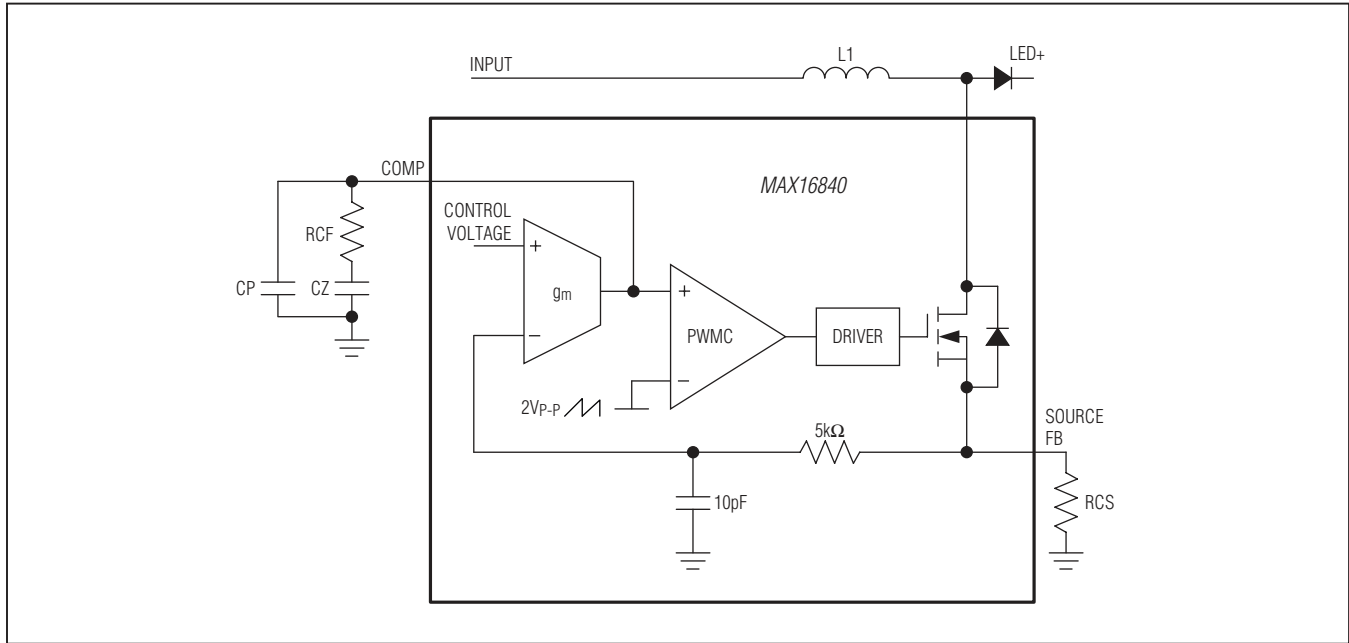 INPUT
L1
LED+
COMP
MAX16840
CONTROL
VOLTAGE
RCF
CP
CZ
+
gm
−
+
PWMC
−
DRIVER
2VP-P
5kΩ
SOURCE
FB
10pF
RCS